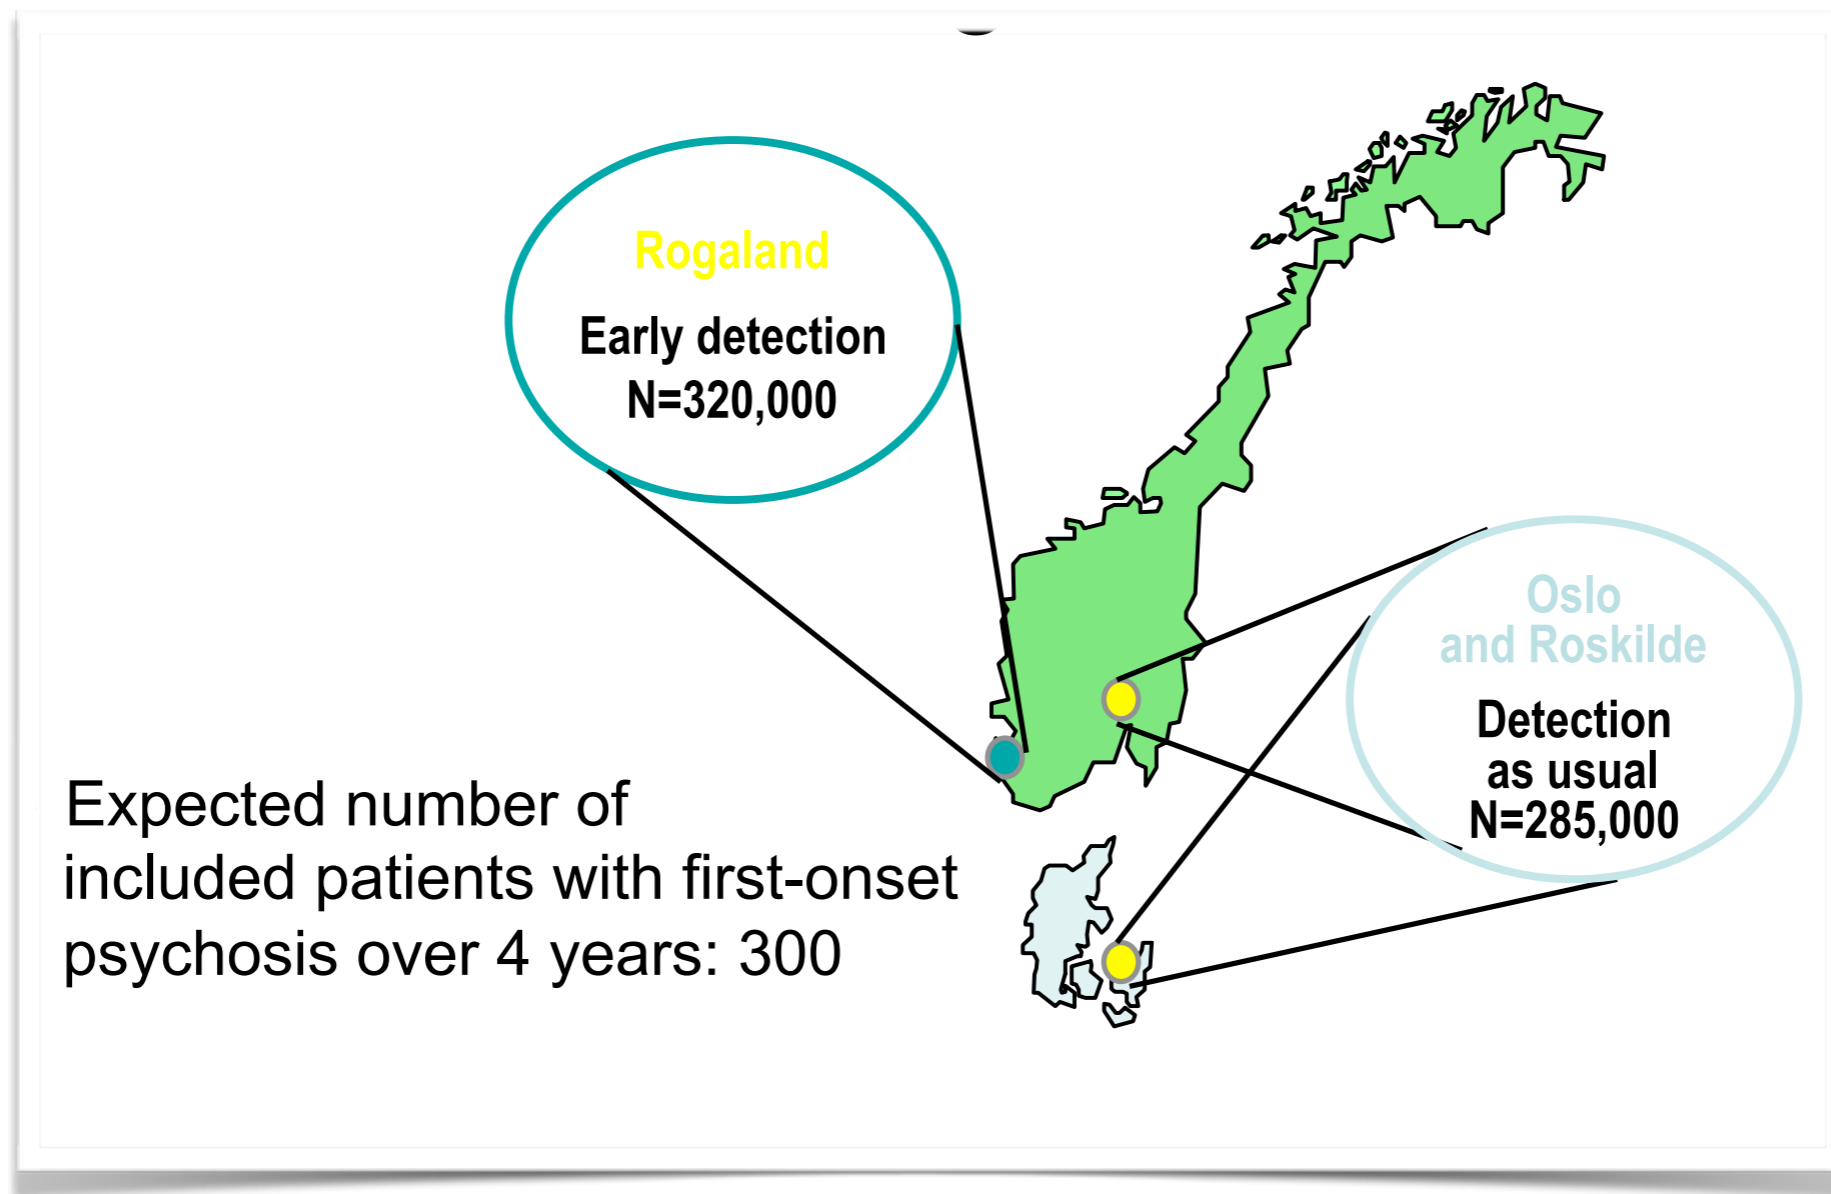 Rogaland
Early detection
N=320,000
Oslo
and Roskilde
Detection
as usual
N=285,000
Expected number of
included patients with first-onset
psychosis over 4 years: 300